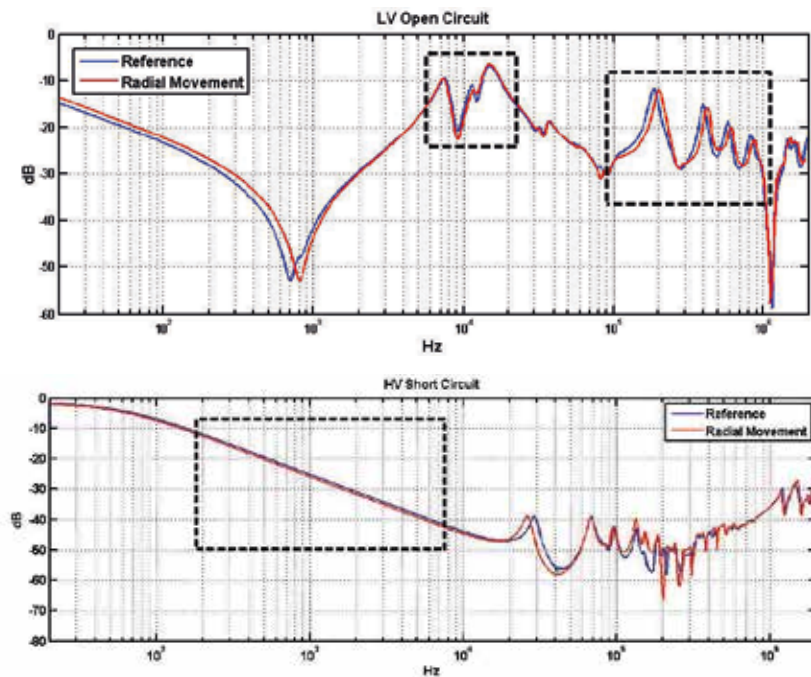 LV Open Circuit
Reference
Radial Movement
dB
0
-10
-20
-30
-40
-50
-60
10²
10³
10⁴
10⁵
10⁶
Hz
HV Short Circuit
Reference
Radial Movement
dB
0
-10
-20
-30
-40
-50
-60
-70
-80
10²
10³
10⁴
10⁵
10⁶
Hz